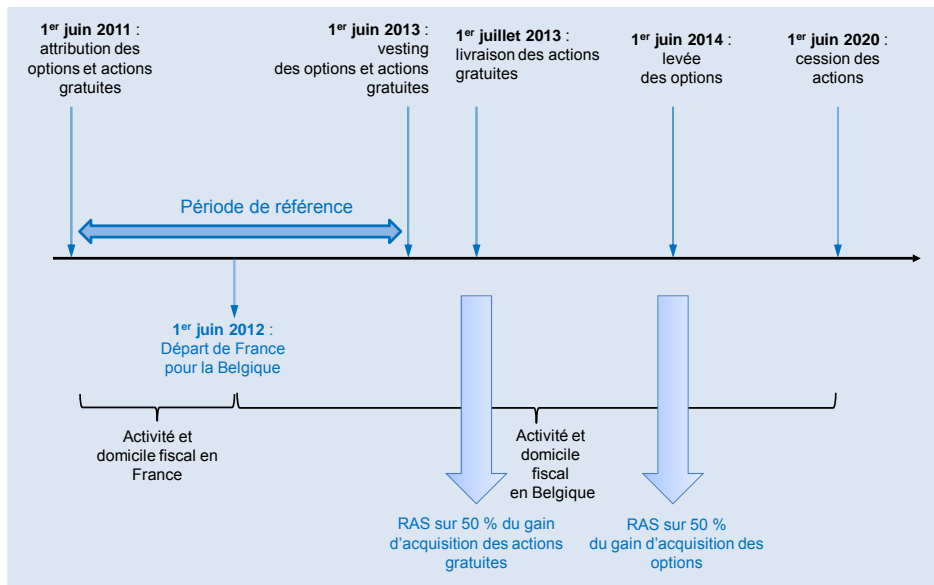 1er juin 2011 :
attribution des
options et actions
gratuites
1er juin 2013 :
vesting
des options et actions
gratuites
1er juillet 2013 :
livraison des actions
gratuites
1er juin 2014 :
levée
des options
1er juin 2020 :
cession des
actions
Période de référence
1er juin 2012 :
Départ de France
pour la Belgique
Activité et
domicile fiscal en
France
Activité et
domicile
fiscal
en Belgique
RAS sur 50 % du gain
d’acquisition des actions
gratuites
RAS sur 50 %
du gain d’acquisition des
options